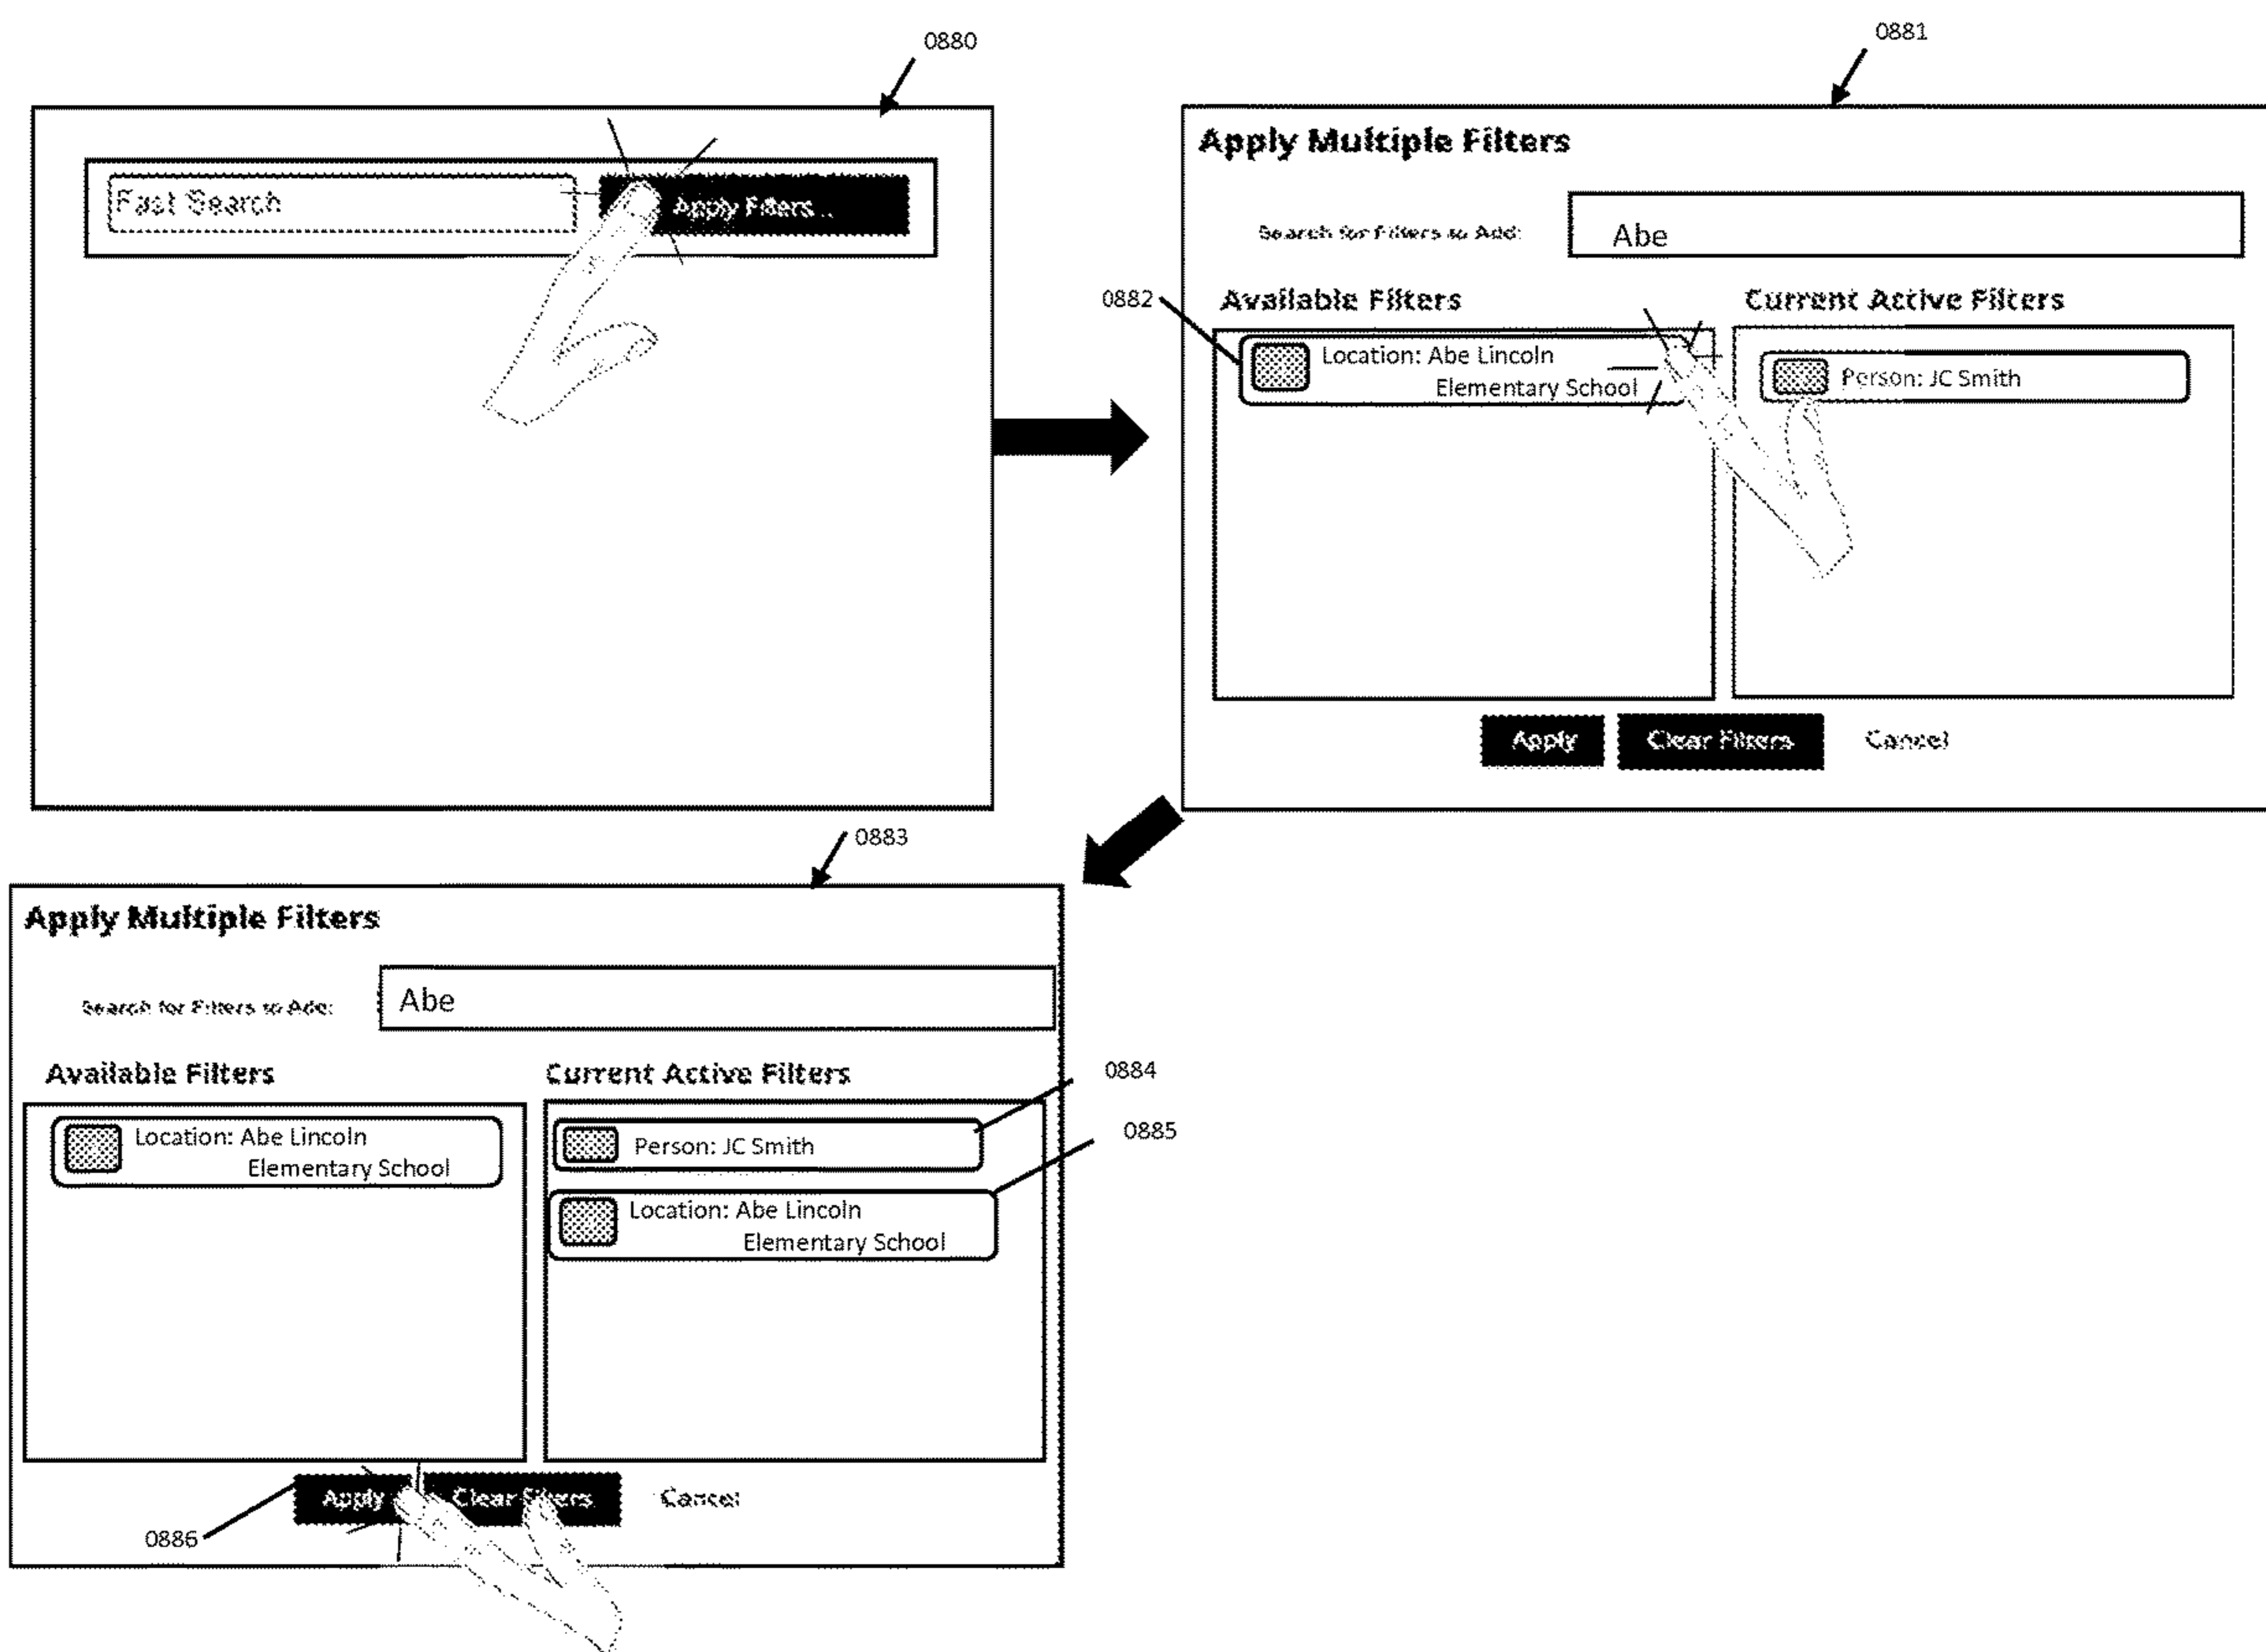 0880
Fast Search
Apply Filters...
0881
Apply Multiple Filters
Search for Filters to Add:
Abe
0882
Available Filters
Current Active Filters
Location: Abe Lincoln
Elementary School
Person: JC Smith
Apply
Clear Filters
Cancel
0883
Apply Multiple Filters
Search for Filters to Add:
Abe
Available Filters
Current Active Filters
0884
0885
Location: Abe Lincoln
Elementary School
Person: JC Smith
Location: Abe Lincoln
Elementary School
Apply
Clear Filters
Cancel
0886